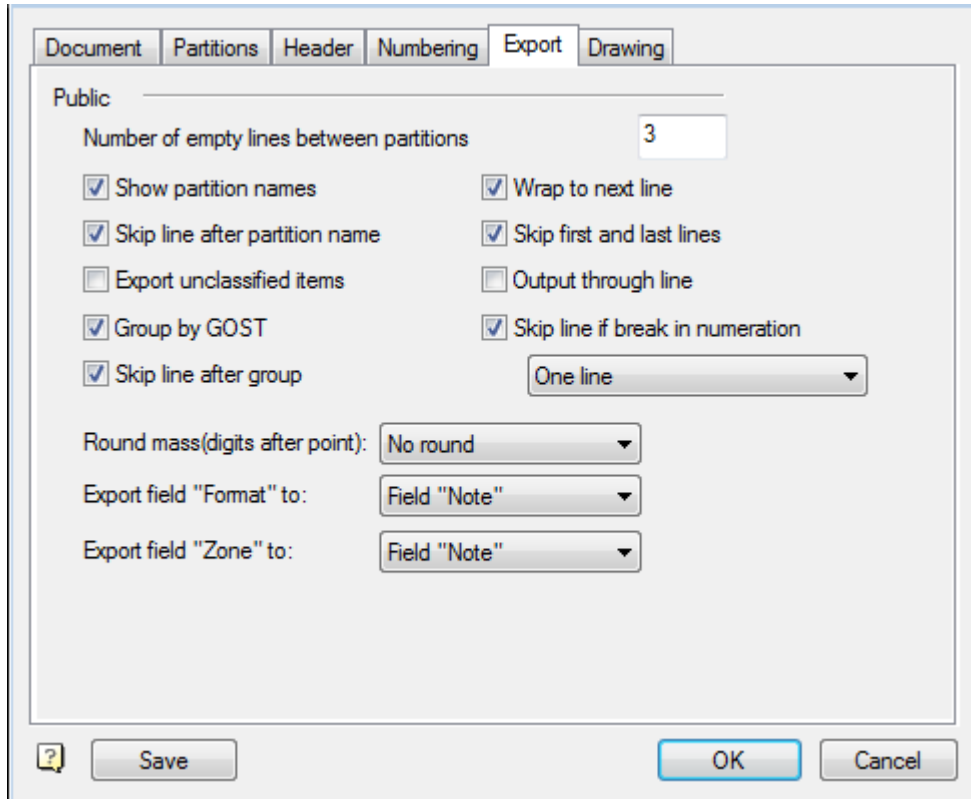 Document Partitions Header Numbering Export Drawing
Public
Number of empty lines between partitions 3
Show partition names Wrap to next line
Skip line after partition name Skip first and last lines
Export unclassified items Output through line
Group by GOST Skip line if break in numeration
Skip line after group One line
Round mass(digits after point): No round
Export field "Format" to: Field "Note"
Export field "Zone" to: Field "Note"
? Save OK Cancel